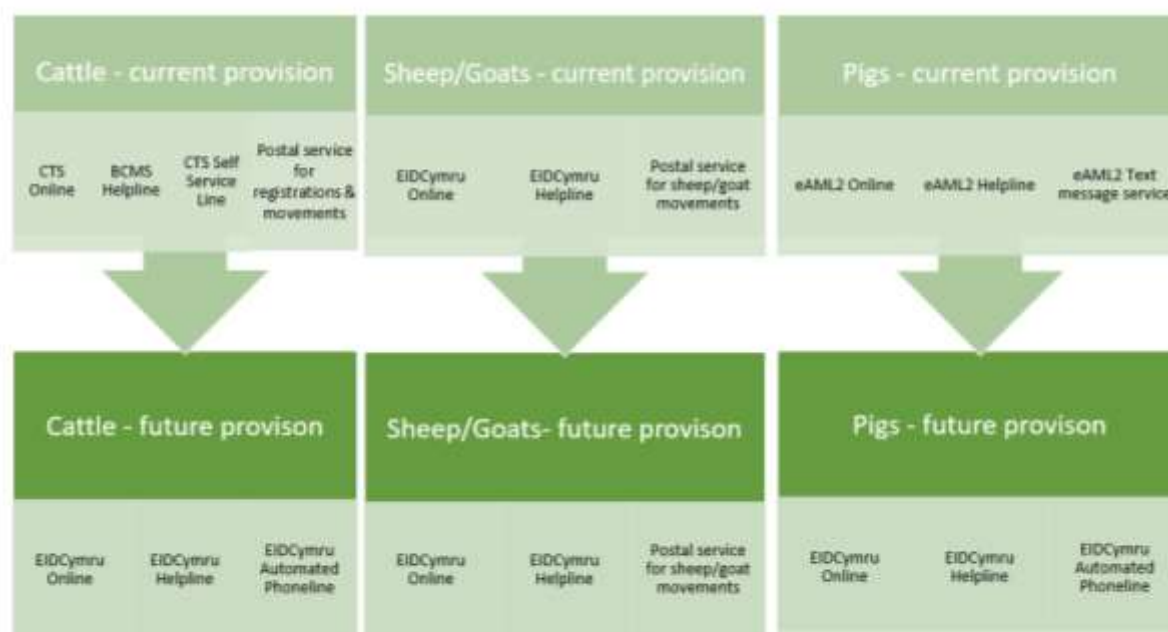 Cattle - current provision
CTS
Online
BCMS
Helpline
CTS Self
Service
Line
Postal service
for
registrations &
movements
Sheep/Goats - current provision
EIDCymru
Online
EIDCymru
Helpline
Postal service
for sheep/goat
movements
Pigs - current provision
eAML2 Online
eAML2 Helpline
eAML2 Text
message service
Cattle - future provison
EIDCymru
Online
EIDCymru
Helpline
EIDCymru
Automated
Phoneline
Sheep/Goats- future provison
EIDCymru
Online
EIDCymru
Helpline
Postal service
for sheep/goat
movements
Pigs - future provison
EIDCymru
Online
EIDCymru
Helpline
EIDCymru
Automated
Phoneline